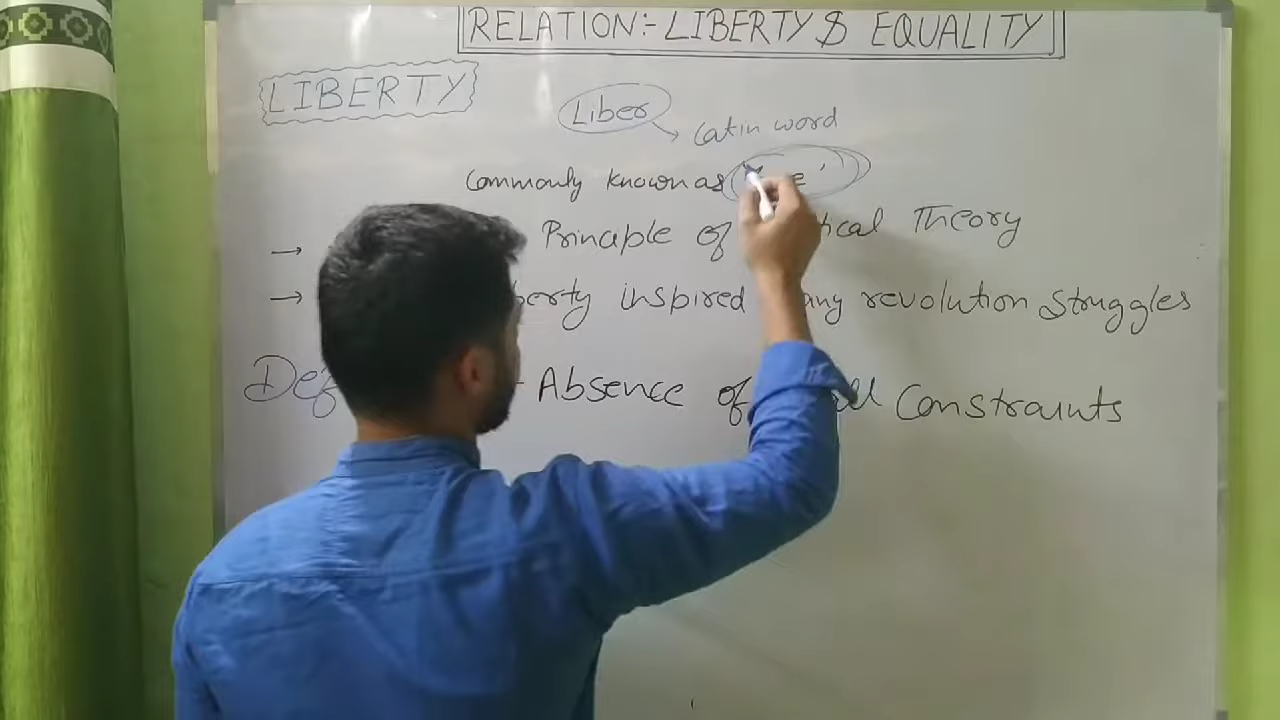 RELATION:- LIBERTY & EQUALITY
LIBERTY
Liber
Latin word
Commonly known as
→ Principle of Theory
→ inspired revolution Struggles
Absence of Constraints